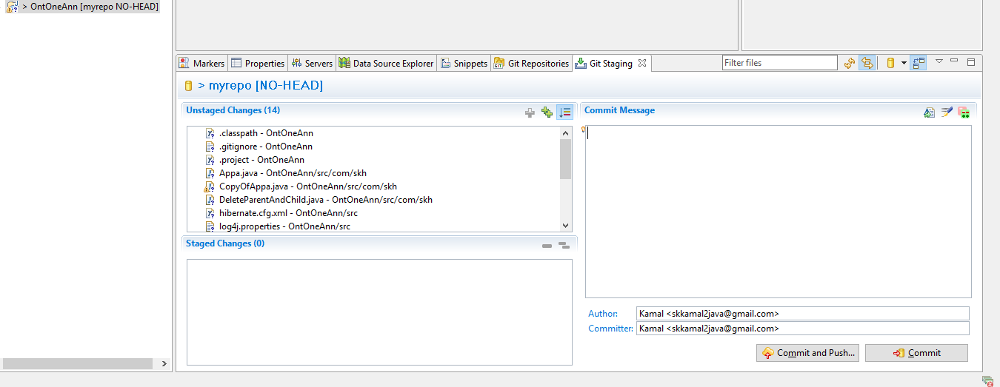 > OntOneAnn [myrepo NO-HEAD]
Markers Properties Servers Data Source Explorer Snippets Git Repositories Git Staging Filter files
> myrepo [NO-HEAD]
Unstaged Changes (14)
.classpath - OntOneAnn
.gitignore - OntOneAnn
.project - OntOneAnn
Appa.java - OntOneAnn/src/com/skh
CopyOfAppa.java - OntOneAnn/src/com/skh
DeleteParentAndChild.java - OntOneAnn/src/com/skh
hibernate.cfg.xml - OntOneAnn/src
log4j.properties - OntOneAnn/src
Staged Changes (0)
Commit Message
Author: Kamal <skkamal2java@gmail.com>
Committer: Kamal <skkamal2java@gmail.com>
Commit and Push... Commit